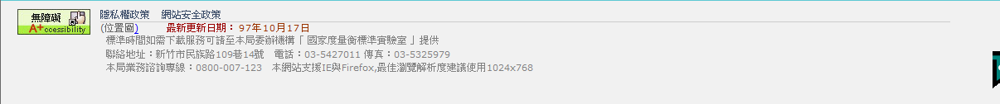 無障礙
A+ccessibility
隱私權政策 網站安全政策
(位置圖) 最新更新日期： 97年10月17日
標準時間如需下載服務可請至本局委辦機構「 國家度量衡標準實驗室 」提供
聯絡地址：新竹市民族路109巷14號 電話：03-5427011 傳真：03-5325979
本局業務諮詢專線：0800-007-123 本網站支援IE與Firefox,最佳瀏覽解析度建議使用1024x768